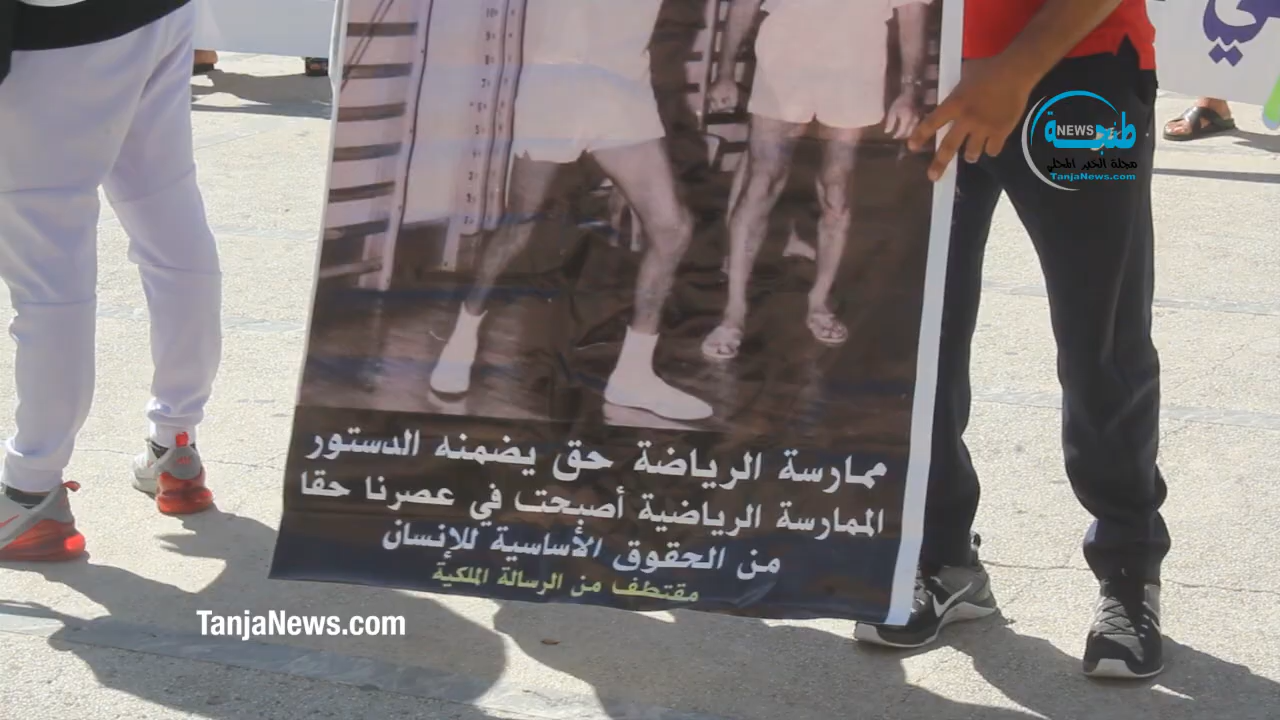 طنجة
NEWS
مجلة الخبر المحلي
TanjaNews.com
ممارسة الرياضة حق يضمنه الدستور
الممارسة الرياضية أصبحت في عصرنا حقا
من الحقوق الأساسية للإنسان
مقتطف من الرسالة الملكية
TanjaNews.com